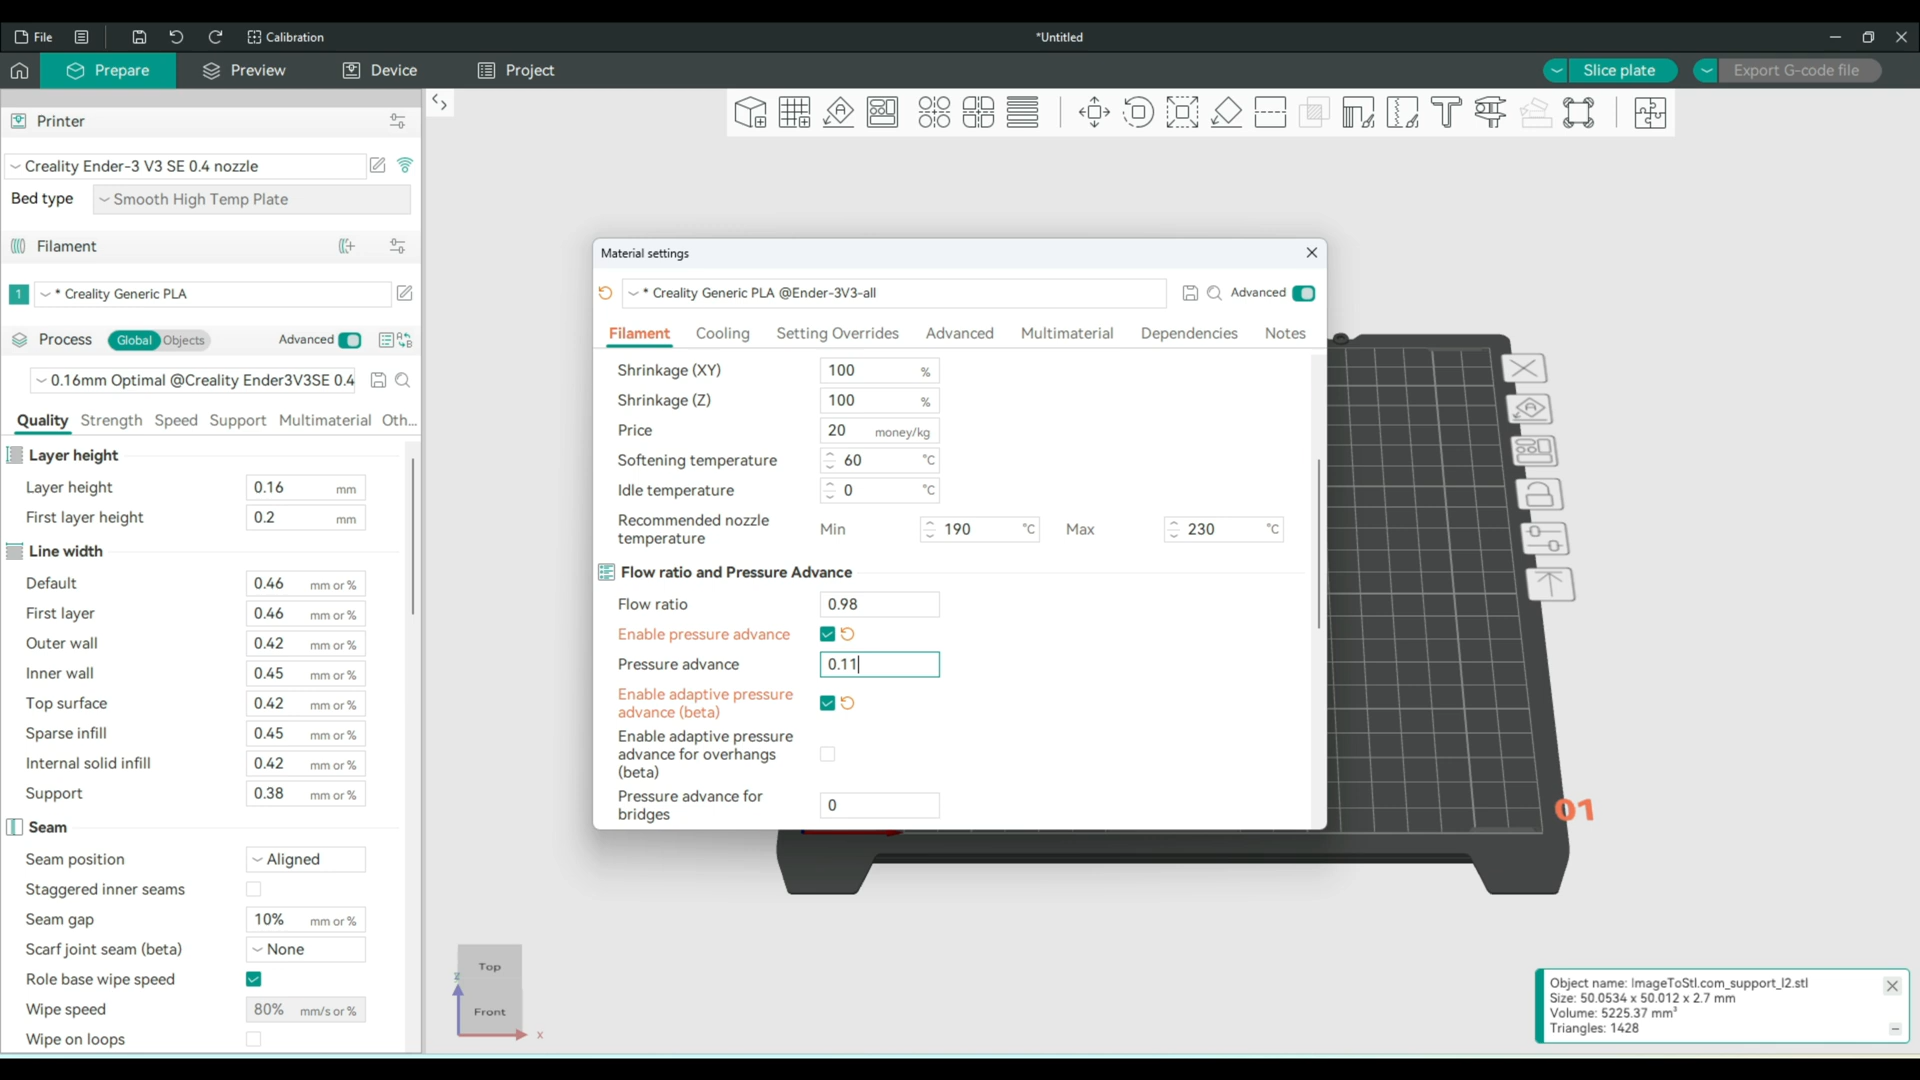 File
Calibration
*Untitled
Prepare
Preview
Device
Project
Slice plate
Export G-code file
Printer
Creality Ender-3 V3 SE 0.4 nozzle
Bed type
Smooth High Temp Plate
Filament
1
* Creality Generic PLA
Process
Global
Objects
Advanced
0.16mm Optimal @Creality Ender3V3SE 0.4
Quality
Strength
Speed
Support
Multimaterial
Oth...
Layer height
Layer height
0.16 mm
First layer height
0.2 mm
Line width
Default
0.46 mm or %
First layer
0.46 mm or %
Outer wall
0.42 mm or %
Inner wall
0.45 mm or %
Top surface
0.42 mm or %
Sparse infill
0.45 mm or %
Internal solid infill
0.42 mm or %
Support
0.38 mm or %
Seam
Seam position
Aligned
Staggered inner seams
Seam gap
10% mm or %
Scarf joint seam (beta)
None
Role base wipe speed
Wipe speed
80% mm/s or %
Wipe on loops
Material settings
* Creality Generic PLA @Ender-3V3-all
Advanced
Filament
Cooling
Setting Overrides
Advanced
Multimaterial
Dependencies
Notes
Shrinkage (XY)
100 %
Shrinkage (Z)
100 %
Price
20 money/kg
Softening temperature
60 °C
Idle temperature
0 °C
Recommended nozzle
temperature
Min
190 °C
Max
230 °C
Flow ratio and Pressure Advance
Flow ratio
0.98
Enable pressure advance
Pressure advance
0.11
Enable adaptive pressure
advance (beta)
Enable adaptive pressure
advance for overhangs
(beta)
Pressure advance for
bridges
0
01
Top
Front
Z
X
Object name: ImageToStl.com_support_l2.stl
Size: 50.0534 x 50.012 x 2.7 mm
Volume: 5225.37 mm³
Triangles: 1428